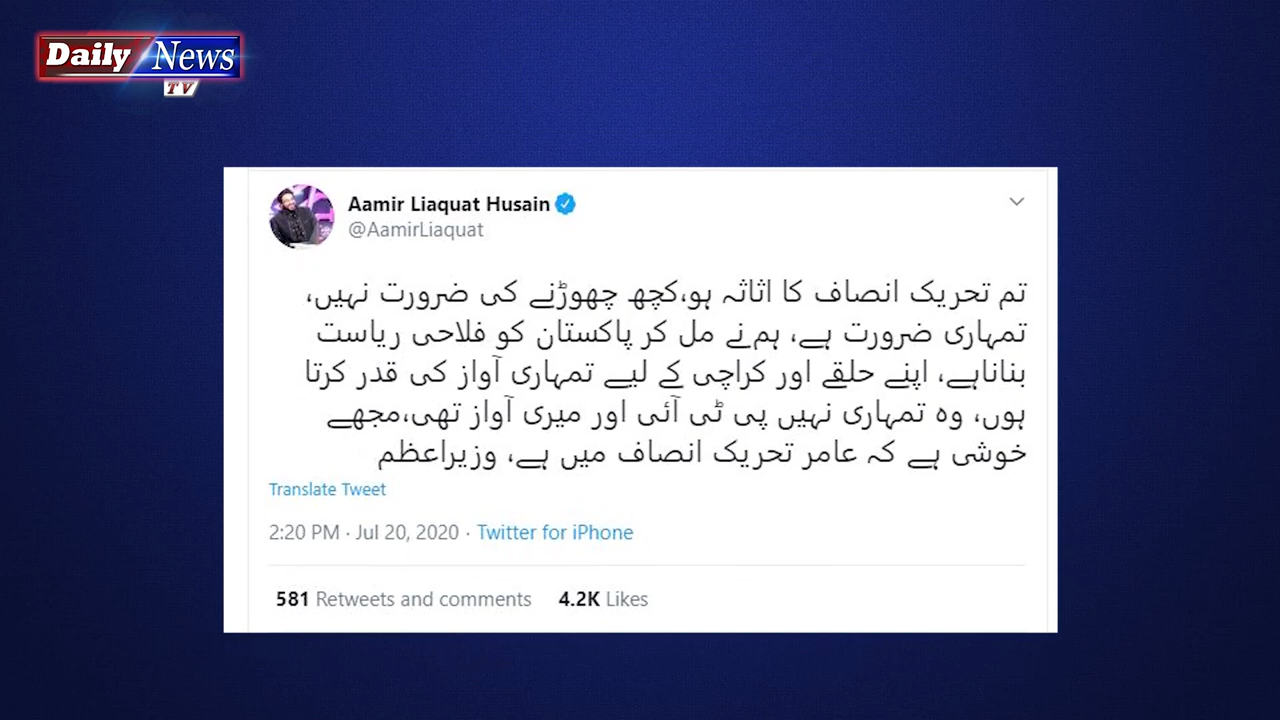 Daily News
TV
Aamir Liaquat Husain
@AamirLiaquat
تم تحریک انصاف کا اثاثہ ہو،کچھ چھوڑنے کی ضرورت نہیں،
تمہاری ضرورت ہے، ہم نے مل کر پاکستان کو فلاحی ریاست
بناناہے، اپنے حلقے اور کراچی کے لیے تمہاری آواز کی قدر کرتا
ہوں، وہ تمہاری نہیں پی ٹی آئی اور میری آواز تھی،مجھے
خوشی ہے کہ عامر تحریک انصاف میں ہے، وزیراعظم
Translate Tweet
2:20 PM · Jul 20, 2020 · Twitter for iPhone
581 Retweets and comments 4.2K Likes